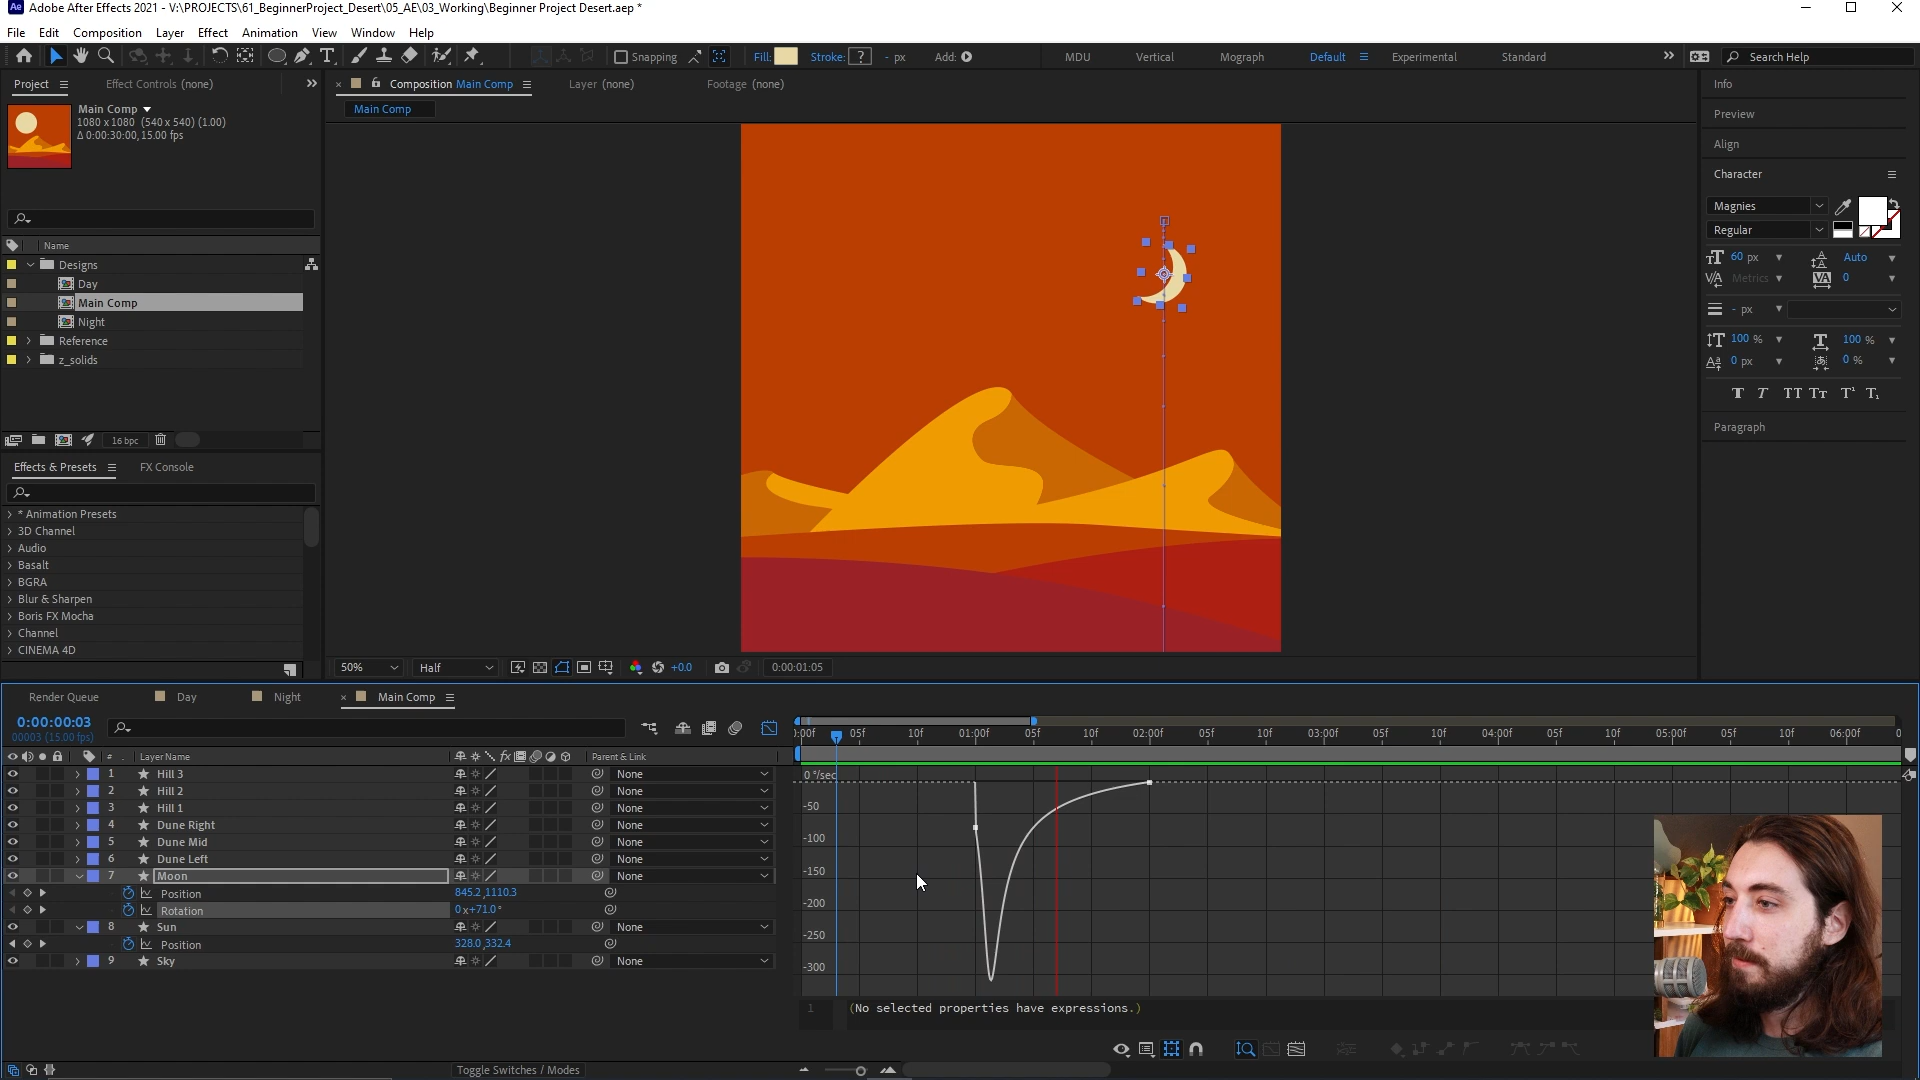 Ae Adobe After Effects 2021 - V:\PROJECTS\61_BeginnerProject_Desert\05_AE\03_Working\Beginner Project Desert.aep *
File Edit Composition Layer Effect Animation View Window Help
Snapping Fill: Stroke: ? - px Add: MDU Vertical Mograph Default Experimental Standard Search Help
Project Effect Controls (none)
Composition Main Comp Layer (none) Footage (none)
Main Comp
Main Comp
1080 x 1080 (540 x 540) (1.00)
Δ 0:00:30:00, 15.00 fps
Name
Designs
Day
Main Comp
Night
Reference
z_solids
16 bpc
Effects & Presets FX Console
* Animation Presets
3D Channel
Audio
Basalt
BGRA
Blur & Sharpen
Boris FX Mocha
Channel
CINEMA 4D
50% Half +0.0 0:00:01:05
Info
Preview
Align
Character
Magnies
Regular
60 px Auto
Metrics 0
- px
100 % 100 %
0 px 0 %
T T TT Tt T¹ T₁
Paragraph
Render Queue Day Night Main Comp
0:00:00:03
00003 (15.00 fps)
# . Layer Name fx Parent & Link
1 Hill 3 None
2 Hill 2 None
3 Hill 1 None
4 Dune Right None
5 Dune Mid None
6 Dune Left None
7 Moon None
Position 845.2,1110.3
Rotation 0x+71.0°
8 Sun None
Position 328.0,332.4
9 Sky None
):00f 05f 10f 01:00f 05f 10f 02:00f 05f 10f 03:00f 05f 10f 04:00f 05f 10f 05:00f 05f 10f 06:00f 0
0 °/sec
-50
-100
-150
-200
-250
-300
1 (No selected properties have expressions.)
Toggle Switches / Modes